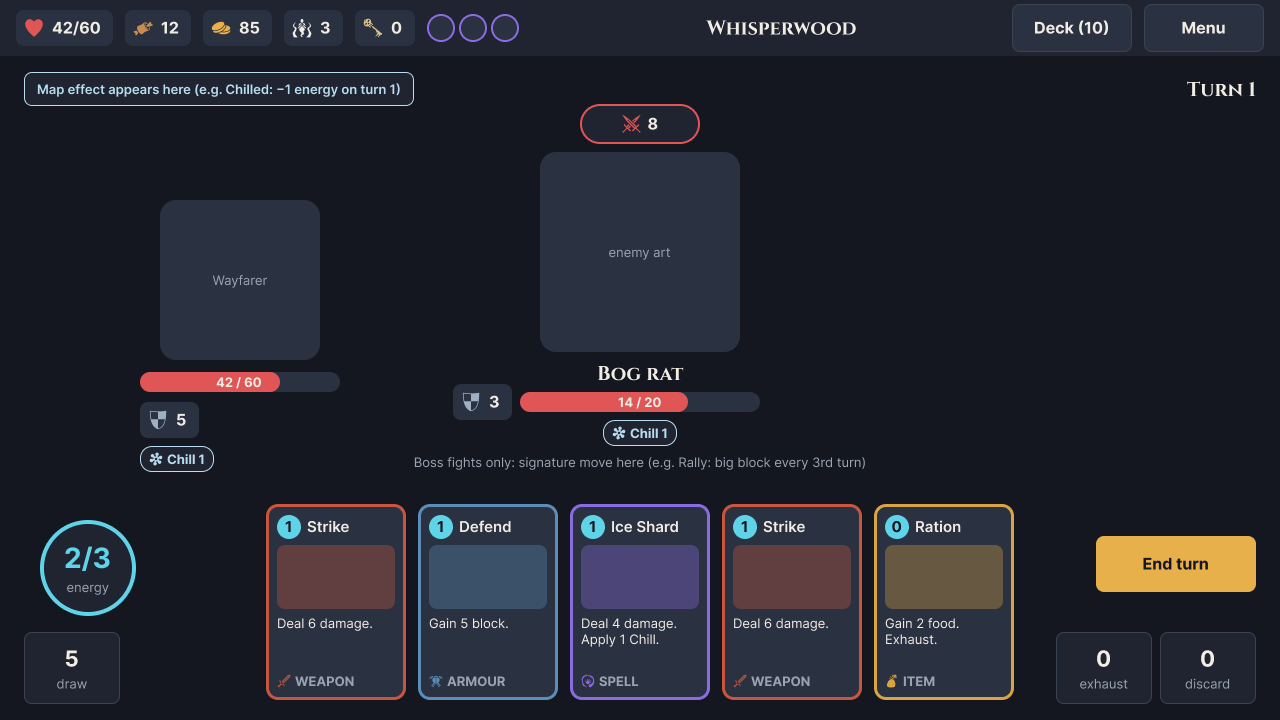 42/60
12
85
3
0
Whisperwood
Deck (10)
Menu
Map effect appears here (e.g. Chilled: −1 energy on turn 1)
Turn 1
8
Wayfarer
enemy art
42 / 60
5
Chill 1
Bog rat
3
14 / 20
Chill 1
Boss fights only: signature move here (e.g. Rally: big block every 3rd turn)
2/3
energy
5
draw
1 Strike
Deal 6 damage.
WEAPON
1 Defend
Gain 5 block.
ARMOUR
1 Ice Shard
Deal 4 damage.
Apply 1 Chill.
SPELL
1 Strike
Deal 6 damage.
WEAPON
0 Ration
Gain 2 food.
Exhaust.
ITEM
End turn
0
exhaust
0
discard